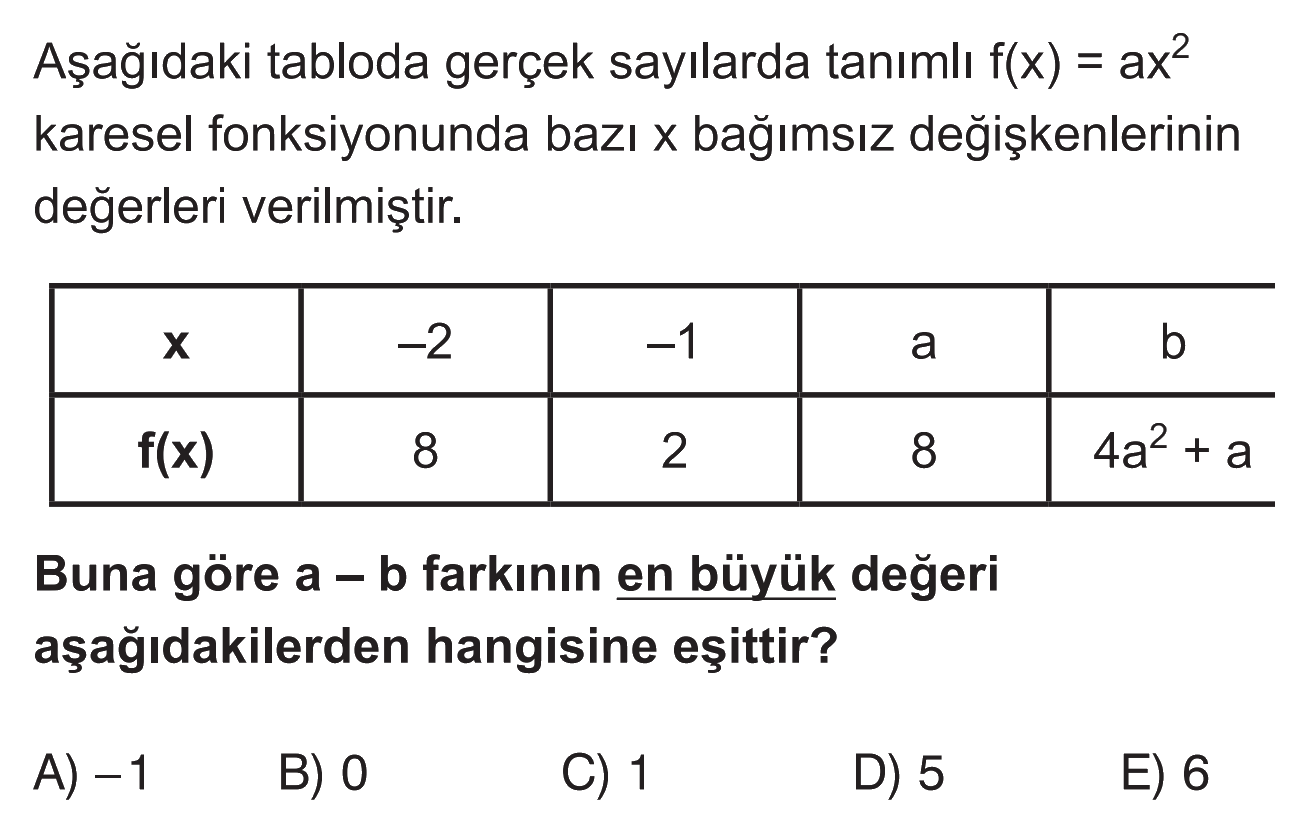 Aşağıdaki tabloda gerçek sayılarda tanımlı f(x) = ax²
karesel fonksiyonunda bazı x bağımsız değişkenlerinin
değerleri verilmiştir.
x –2 –1 a b
f(x) 8 2 8 4a² + a
Buna göre a – b farkının en büyük değeri
aşağıdakilerden hangisine eşittir?
A) –1 B) 0 C) 1 D) 5 E) 6